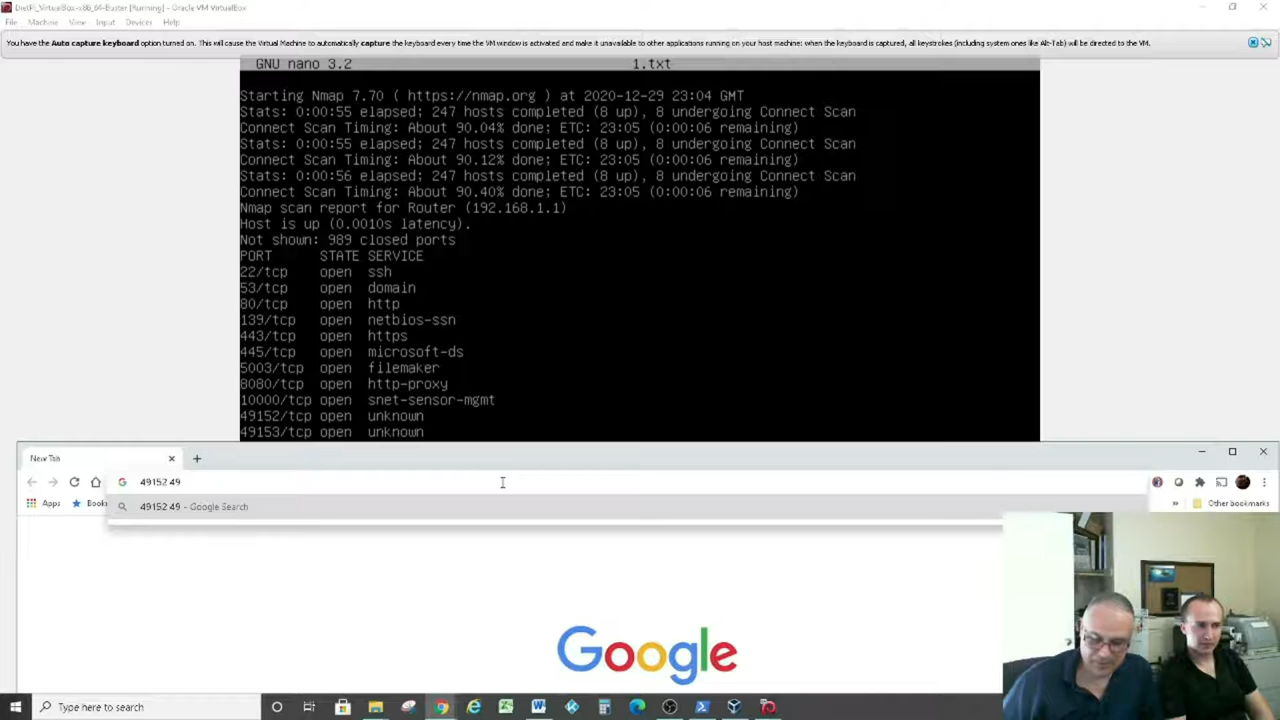 DietPi_VirtualBox-x86_64-Buster [Running] - Oracle VM VirtualBox
File Machine View Input Devices Help
You have the Auto capture keyboard option turned on. This will cause the Virtual Machine to automatically capture the keyboard every time the VM window is activated and make it unavailable to other applications running on your host machine: when the keyboard is captured, all keystrokes (including system ones like Alt-Tab) will be directed to the VM.
GNU nano 3.2 1.txt
Starting Nmap 7.70 ( https://nmap.org ) at 2020-12-29 23:04 GMT
Stats: 0:00:55 elapsed; 247 hosts completed (8 up), 8 undergoing Connect Scan
Connect Scan Timing: About 90.04% done; ETC: 23:05 (0:00:06 remaining)
Stats: 0:00:55 elapsed; 247 hosts completed (8 up), 8 undergoing Connect Scan
Connect Scan Timing: About 90.12% done; ETC: 23:05 (0:00:06 remaining)
Stats: 0:00:56 elapsed; 247 hosts completed (8 up), 8 undergoing Connect Scan
Connect Scan Timing: About 90.40% done; ETC: 23:05 (0:00:06 remaining)
Nmap scan report for Router (192.168.1.1)
Host is up (0.0010s latency).
Not shown: 989 closed ports
PORT STATE SERVICE
22/tcp open ssh
53/tcp open domain
80/tcp open http
139/tcp open netbios-ssn
443/tcp open https
445/tcp open microsoft-ds
5003/tcp open filemaker
8080/tcp open http-proxy
10000/tcp open snet-sensor-mgmt
49152/tcp open unknown
49153/tcp open unknown
New Tab
49152 49
Apps Book Other bookmarks
49152 49 - Google Search
Google
Type here to search